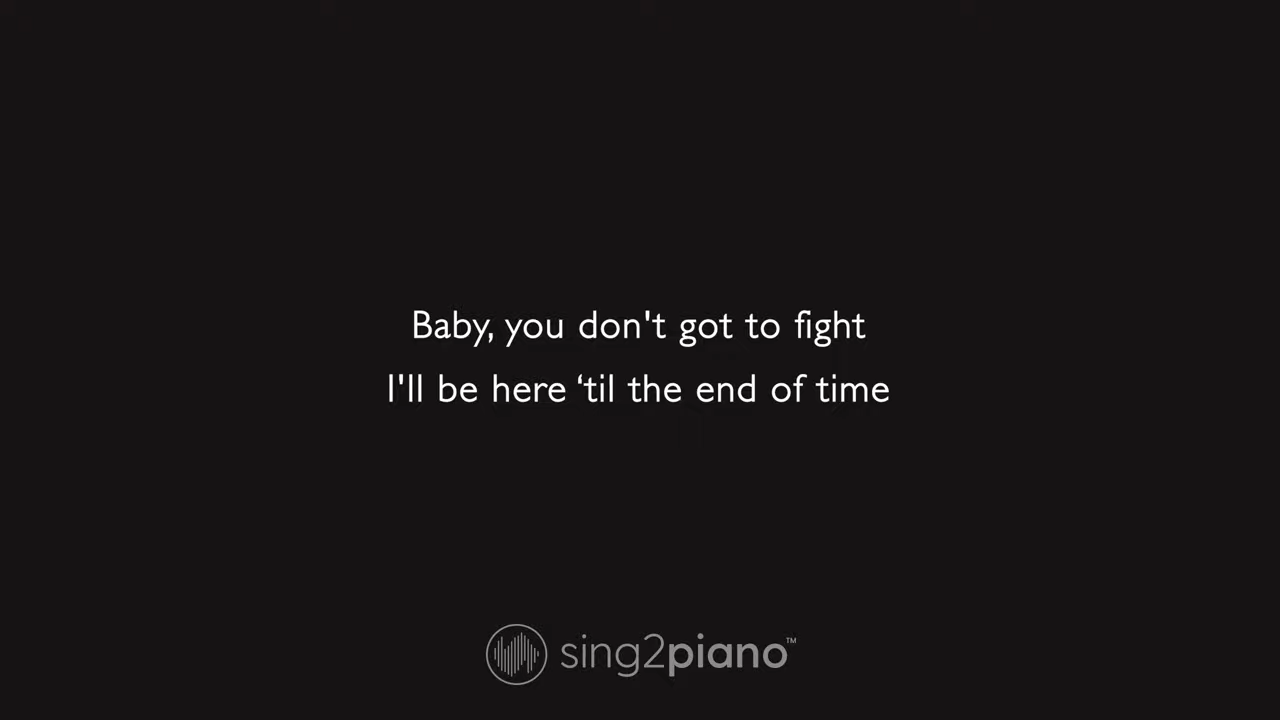 Baby, you don't got to fight
I'll be here ‘til the end of time
sing2piano™